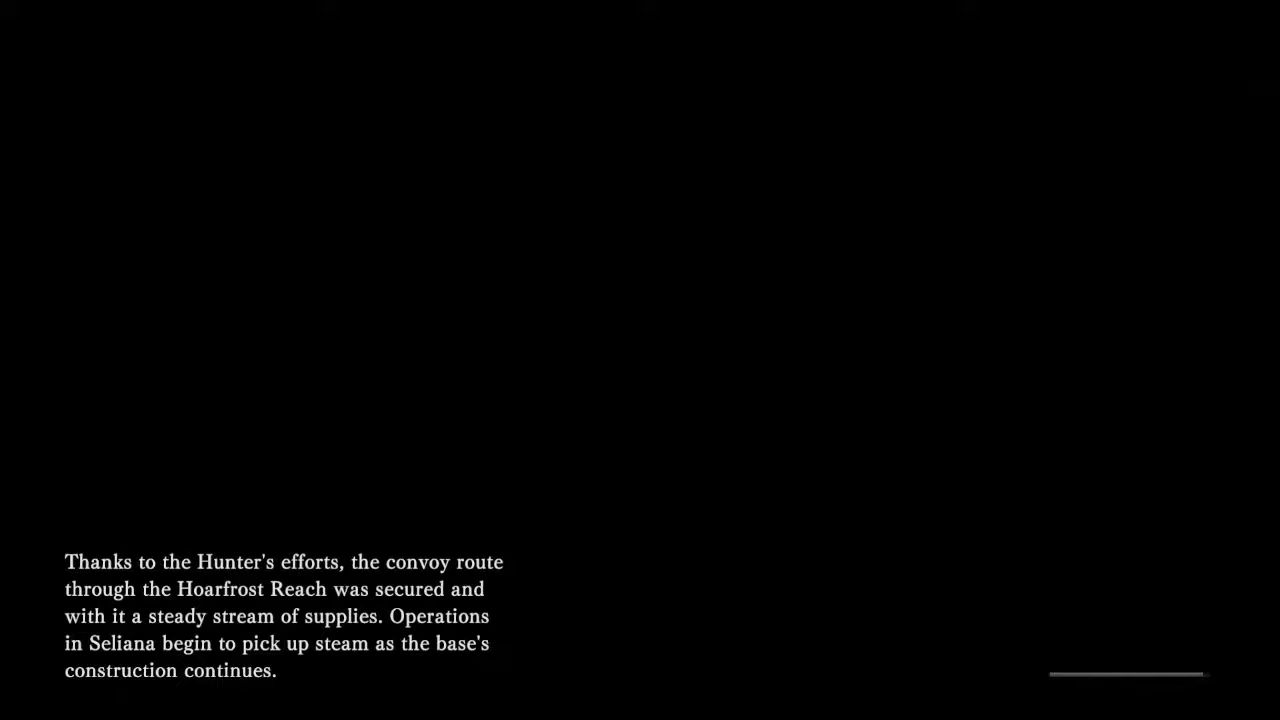 Thanks to the Hunter's efforts, the convoy route
through the Hoarfrost Reach was secured and
with it a steady stream of supplies. Operations
in Seliana begin to pick up steam as the base's
construction continues.